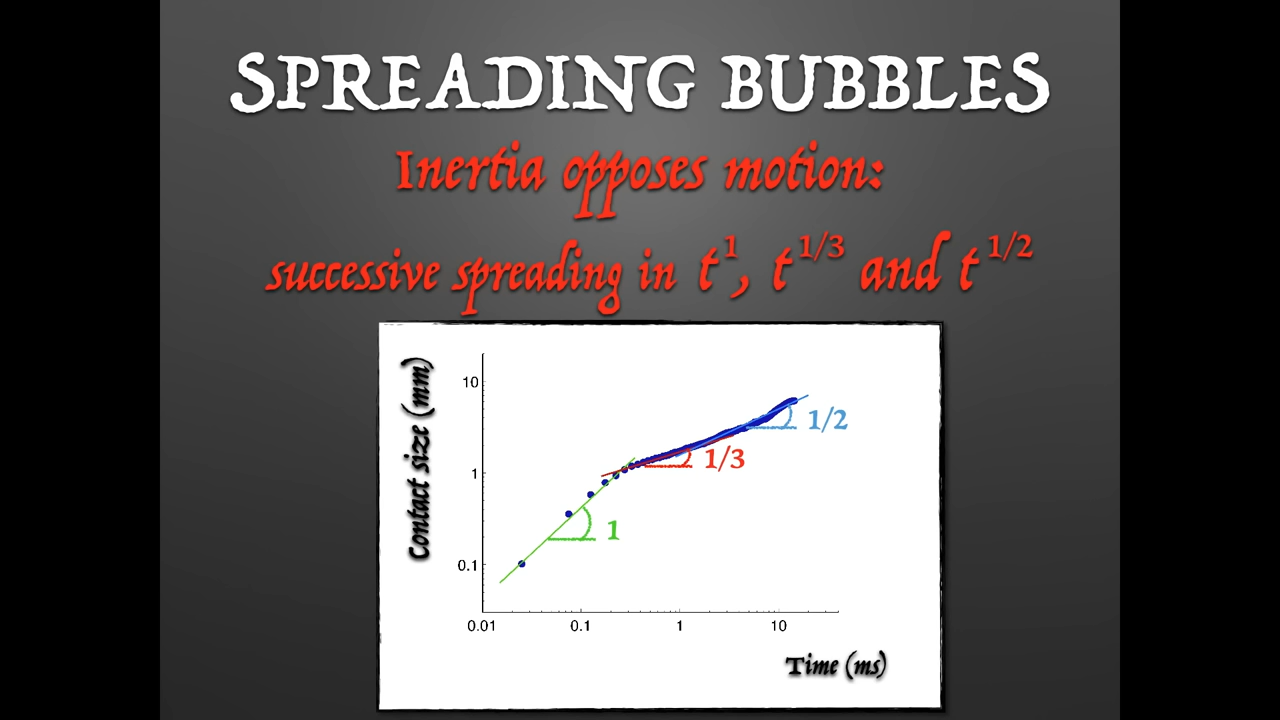 SPREADING BUBBLES
Inertia opposes motion:
successive spreading in t¹, t¹/³ and t¹/²
Contact size (mm)
10
1
0.1
0.01 0.1 1 10
1
1/3
1/2
Time (ms)